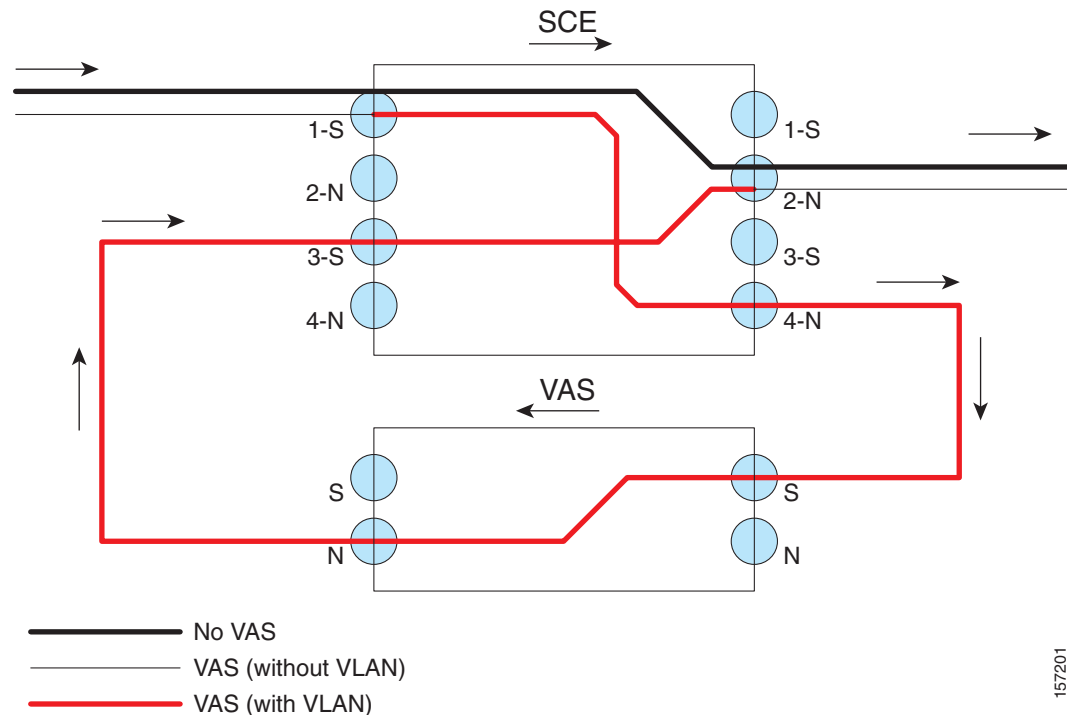 SCE
1-S
1-S
2-N
2-N
3-S
3-S
4-N
4-N
VAS
S
S
N
N
No VAS
VAS (without VLAN)
VAS (with VLAN)
157201